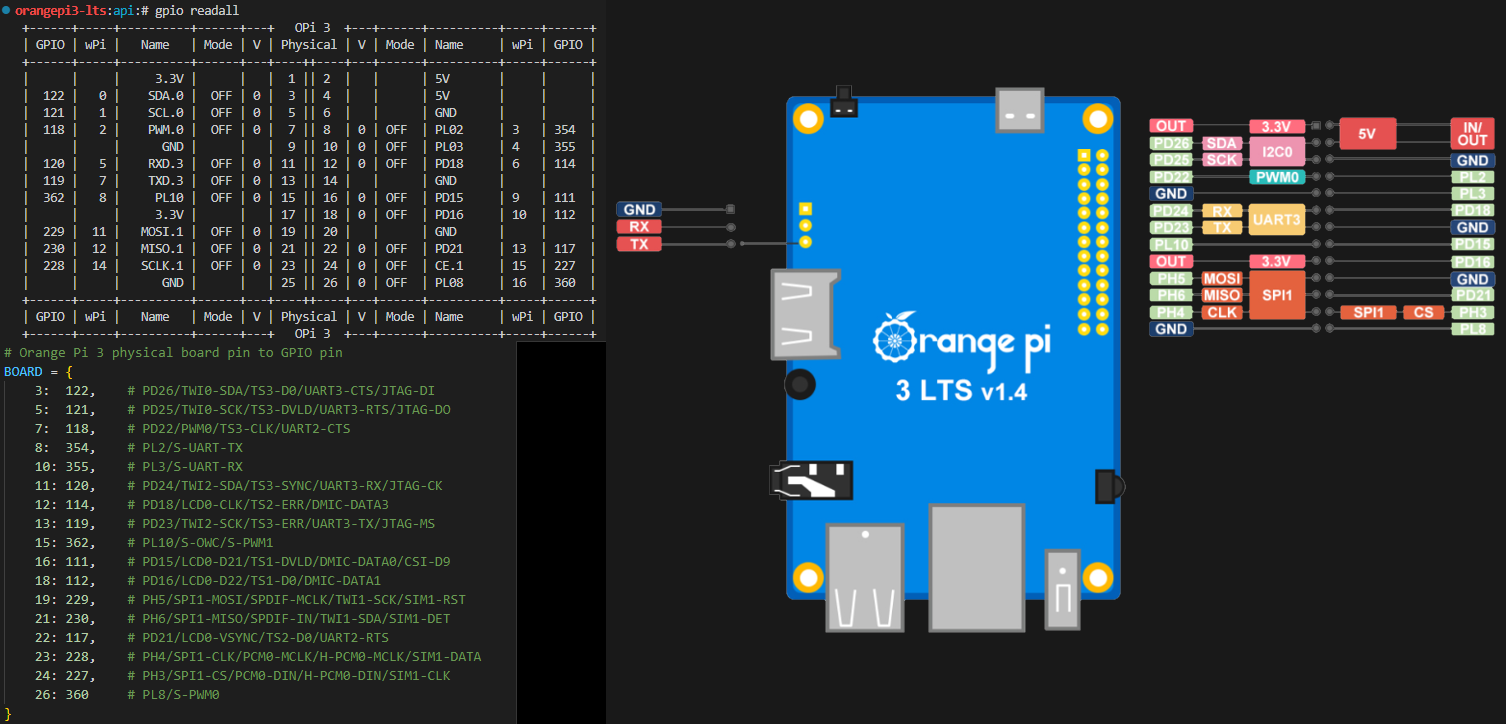 orangepi3-lts:api:# gpio readall
+------+-----+----------+------+---+  OPi 3  +---+------+---------+-----+------+
| GPIO | wPi |   Name   | Mode | V | Physical | V | Mode | Name     | wPi | GPIO |
+------+-----+----------+------+---+----++----+---+------+----------+-----+------+
|      |     |     3.3V |      |   |  1 || 2  |   |      | 5V       |     |      |
|  122 |   0 |    SDA.0 |  OFF | 0 |  3 || 4  |   |      | 5V       |     |      |
|  121 |   1 |    SCL.0 |  OFF | 0 |  5 || 6  |   |      | GND      |     |      |
|  118 |   2 |    PWM.0 |  OFF | 0 |  7 || 8  | 0 | OFF  | PL02     | 3   | 354  |
|      |     |      GND |      |   |  9 || 10 | 0 | OFF  | PL03     | 4   | 355  |
|  120 |   5 |    RXD.3 |  OFF | 0 | 11 || 12 | 0 | OFF  | PD18     | 6   | 114  |
|  119 |   7 |    TXD.3 |  OFF | 0 | 13 || 14 |   |      | GND      |     |      |
|  362 |   8 |     PL10 |  OFF | 0 | 15 || 16 | 0 | OFF  | PD15     | 9   | 111  |
|      |     |     3.3V |      |   | 17 || 18 | 0 | OFF  | PD16     | 10  | 112  |
|  229 |  11 |   MOSI.1 |  OFF | 0 | 19 || 20 |   |      | GND      |     |      |
|  230 |  12 |   MISO.1 |  OFF | 0 | 21 || 22 | 0 | OFF  | PD21     | 13  | 117  |
|  228 |  14 |   SCLK.1 |  OFF | 0 | 23 || 24 | 0 | OFF  | CE.1     | 15  | 227  |
|      |     |      GND |      |   | 25 || 26 | 0 | OFF  | PL08     | 16  | 360  |
+------+-----+----------+------+---+----++----+---+------+----------+-----+------+
| GPIO | wPi |   Name   | Mode | V | Physical | V | Mode | Name     | wPi | GPIO |
+------+-----+----------+------+---+  OPi 3  +---+------+---------+-----+------+
# Orange Pi 3 physical board pin to GPIO pin
BOARD = {
3: 122, # PD26/TWI0-SDA/TS3-D0/UART3-CTS/JTAG-DI
5: 121, # PD25/TWI0-SCK/TS3-DVLD/UART3-RTS/JTAG-DO
7: 118, # PD22/PWM0/TS3-CLK/UART2-CTS
8: 354, # PL2/S-UART-TX
10: 355, # PL3/S-UART-RX
11: 120, # PD24/TWI2-SDA/TS3-SYNC/UART3-RX/JTAG-CK
12: 114, # PD18/LCD0-CLK/TS2-ERR/DMIC-DATA3
13: 119, # PD23/TWI2-SCK/TS3-ERR/UART3-TX/JTAG-MS
15: 362, # PL10/S-OWC/S-PWM1
16: 111, # PD15/LCD0-D21/TS1-DVLD/DMIC-DATA0/CSI-D9
18: 112, # PD16/LCD0-D22/TS1-D0/DMIC-DATA1
19: 229, # PH5/SPI1-MOSI/SPDIF-MCLK/TWI1-SCK/SIM1-RST
21: 230, # PH6/SPI1-MISO/SPDIF-IN/TWI1-SDA/SIM1-DET
22: 117, # PD21/LCD0-VSYNC/TS2-D0/UART2-RTS
23: 228, # PH4/SPI1-CLK/PCM0-MCLK/H-PCM0-MCLK/SIM1-DATA
24: 227, # PH3/SPI1-CS/PCM0-DIN/H-PCM0-DIN/SIM1-CLK
26: 360 # PL8/S-PWM0
}
GND
RX
TX
Orange pi
3 LTS v1.4
OUT 3.3V 5V IN/OUT
PD26 SDA I2C0
PD25 SCK GND
PD22 PWM0 PL2
GND PL3
PD24 RX UART3 PD18
PD23 TX GND
PL10 PD15
OUT 3.3V PD16
PH5 MOSI SPI1 GND
PH6 MISO PD21
PH4 CLK SPI1 CS PH3
GND PL8